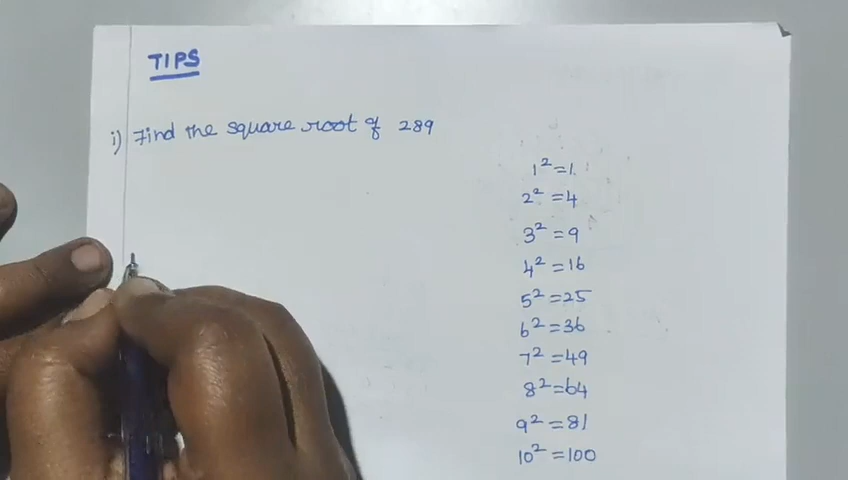 TIPS
i) Find the square root of 289
1² = 1
2² = 4
3² = 9
4² = 16
5² = 25
6² = 36
7² = 49
8² = 64
9² = 81
10² = 100